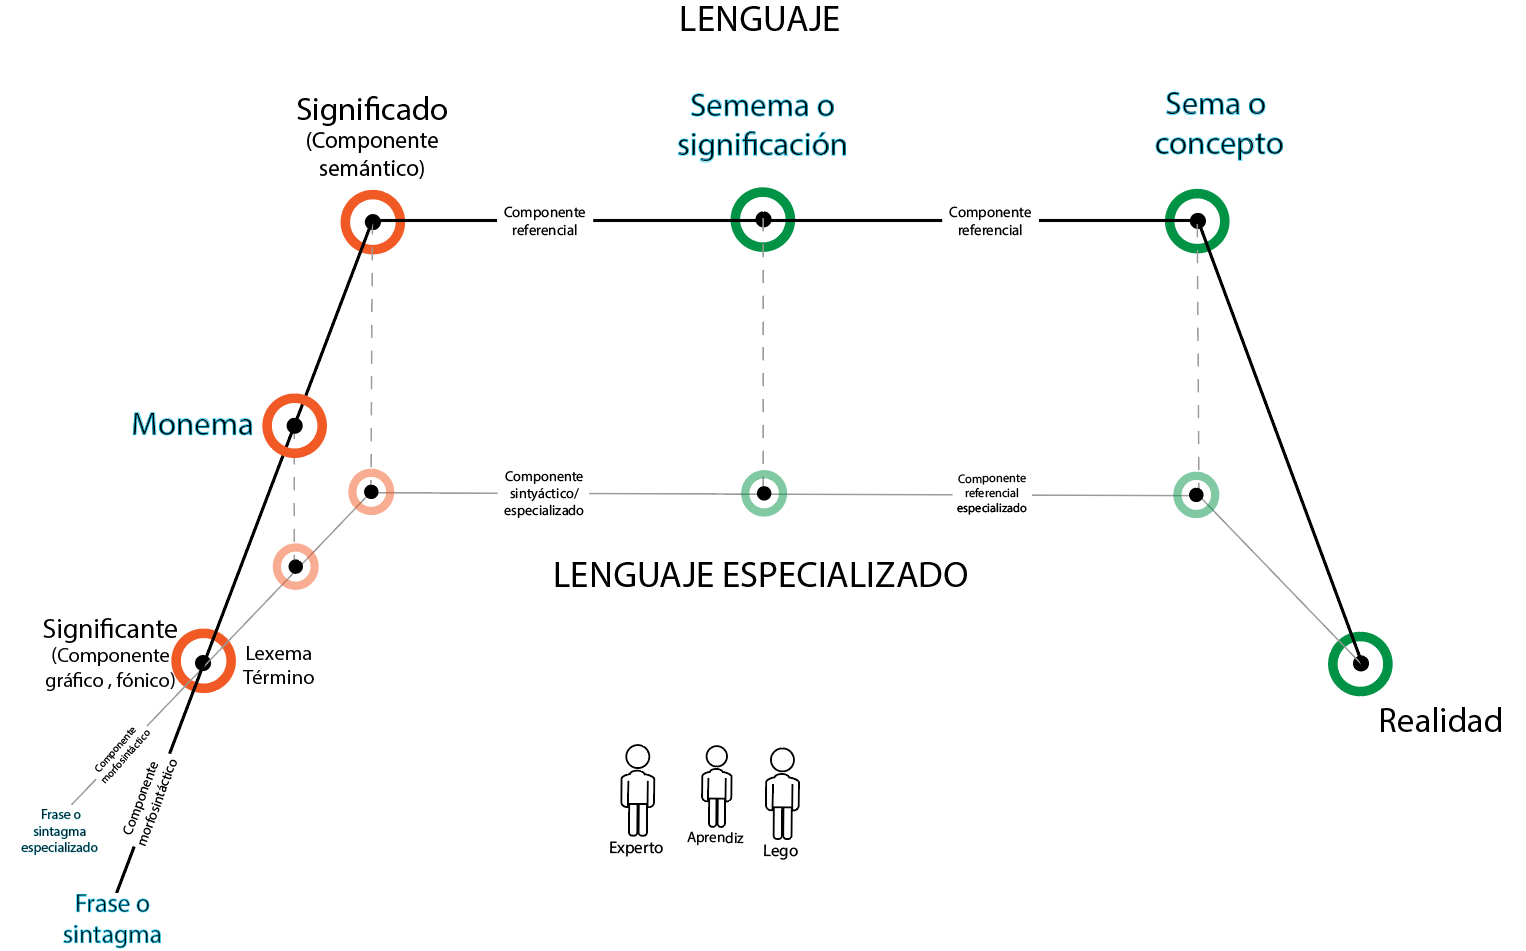 LENGUAJE
Significado
(Componente
semántico)
Semema o
significación
Sema o
concepto
Componente
referencial
Componente
referencial
Monema
Componente
sintyáctico/
especializado
Componente
referencial
especializado
LENGUAJE ESPECIALIZADO
Significante
(Componente
gráfico , fónico)
Lexema
Término
Realidad
Componente
morfosintáctico
Componente
morfosintáctico
Frase o
sintagma
especializado
Experto
Aprendiz
Lego
Frase o
sintagma